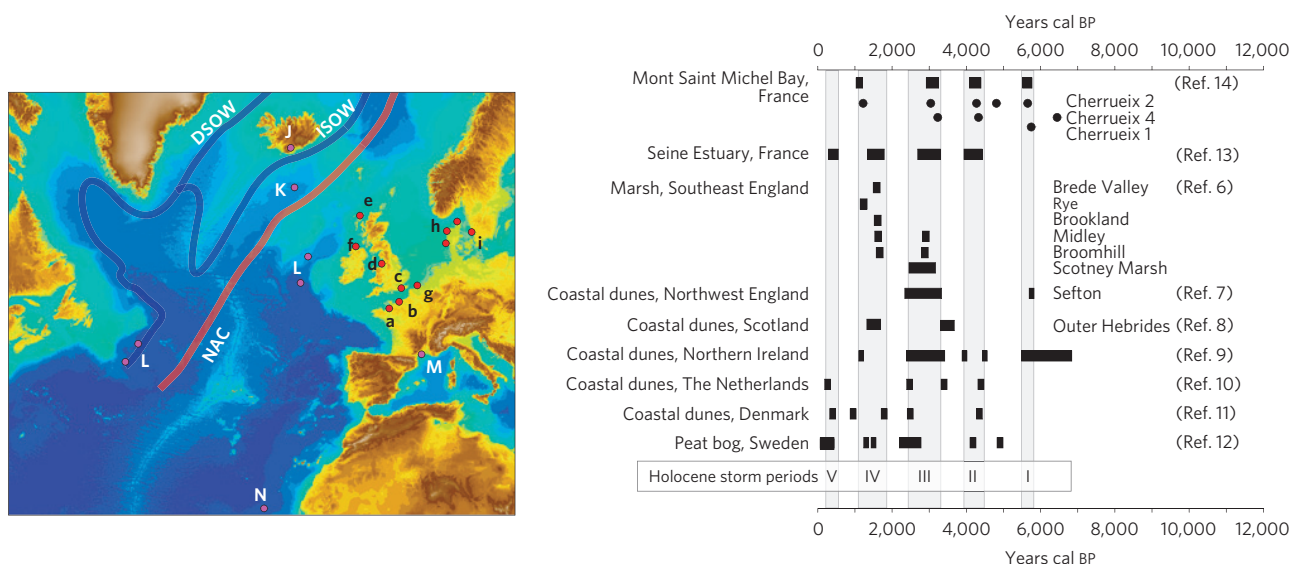 DSOW
ISOW
J
K
e
h
i
f
d
L
c
g
b
a
NAC
L
M
N
Years cal BP
0 2,000 4,000 6,000 8,000 10,000 12,000
Mont Saint Michel Bay, (Ref. 14)
France Cherrueix 2
Cherrueix 4
Cherrueix 1
Seine Estuary, France (Ref. 13)
Marsh, Southeast England Brede Valley (Ref. 6)
Rye
Brookland
Midley
Broomhill
Scotney Marsh
Coastal dunes, Northwest England Sefton (Ref. 7)
Coastal dunes, Scotland Outer Hebrides (Ref. 8)
Coastal dunes, Northern Ireland (Ref. 9)
Coastal dunes, The Netherlands (Ref. 10)
Coastal dunes, Denmark (Ref. 11)
Peat bog, Sweden (Ref. 12)
Holocene storm periods V IV III II I
0 2,000 4,000 6,000 8,000 10,000 12,000
Years cal BP